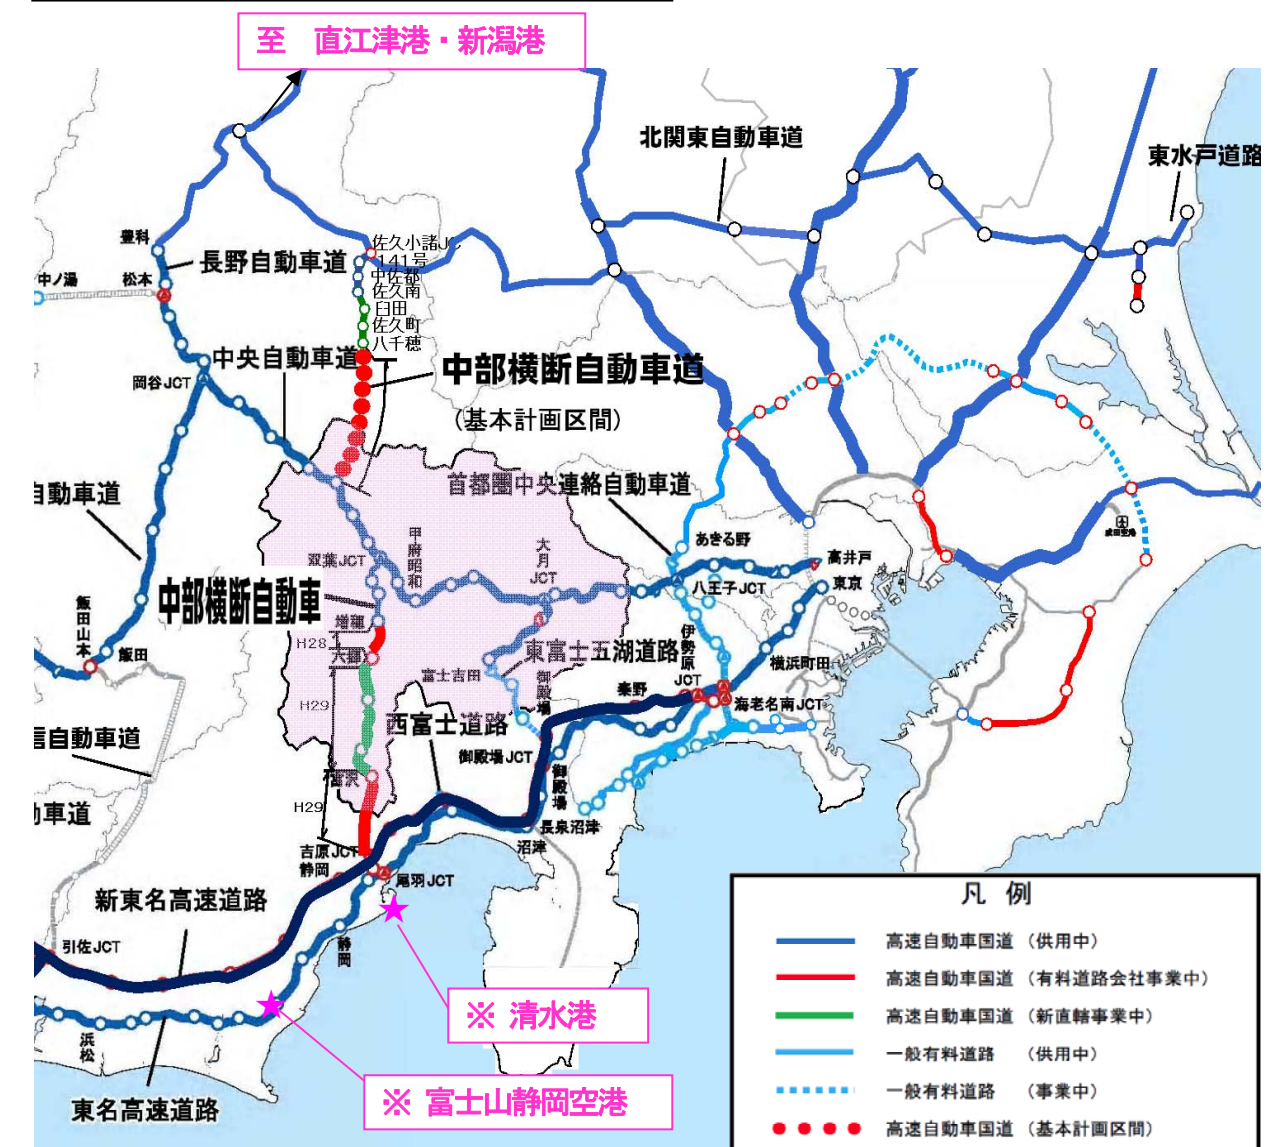 至　直江津港・新潟港
北関東自動車道
東水戸道路
豊科
長野自動車道
佐久小諸JC
141号
中佐都
佐久南
臼田
佐久町
八千穂
中ノ湯
松本
中央自動車道
岡谷JCT
中部横断自動車道
(基本計画区間)
自動車道
首都圏中央連絡自動車道
あきる野
高井戸
東京
八王子JCT
双葉JCT
甲府昭和
大月JCT
中部横断自動車
増穂
H28
六郷
飯田山本
飯田
伊勢原JCT
横浜町田
東富士五湖道路
富士吉田
御殿場
秦野
海老名南JCT
H29
西富士道路
御殿場JCT
御殿場
自動車道
富沢
H29
動車道
長泉沼津
沼津
吉原JCT
静岡
尾羽JCT
新東名高速道路
引佐JCT
静岡
※ 清水港
浜松
東名高速道路
※ 富士山静岡空港
成田空港
凡 例
高速自動車国道（供用中）
高速自動車国道（有料道路会社事業中）
高速自動車国道（新直轄事業中）
一般有料道路　（供用中）
一般有料道路　（事業中）
高速自動車国道（基本計画区間）